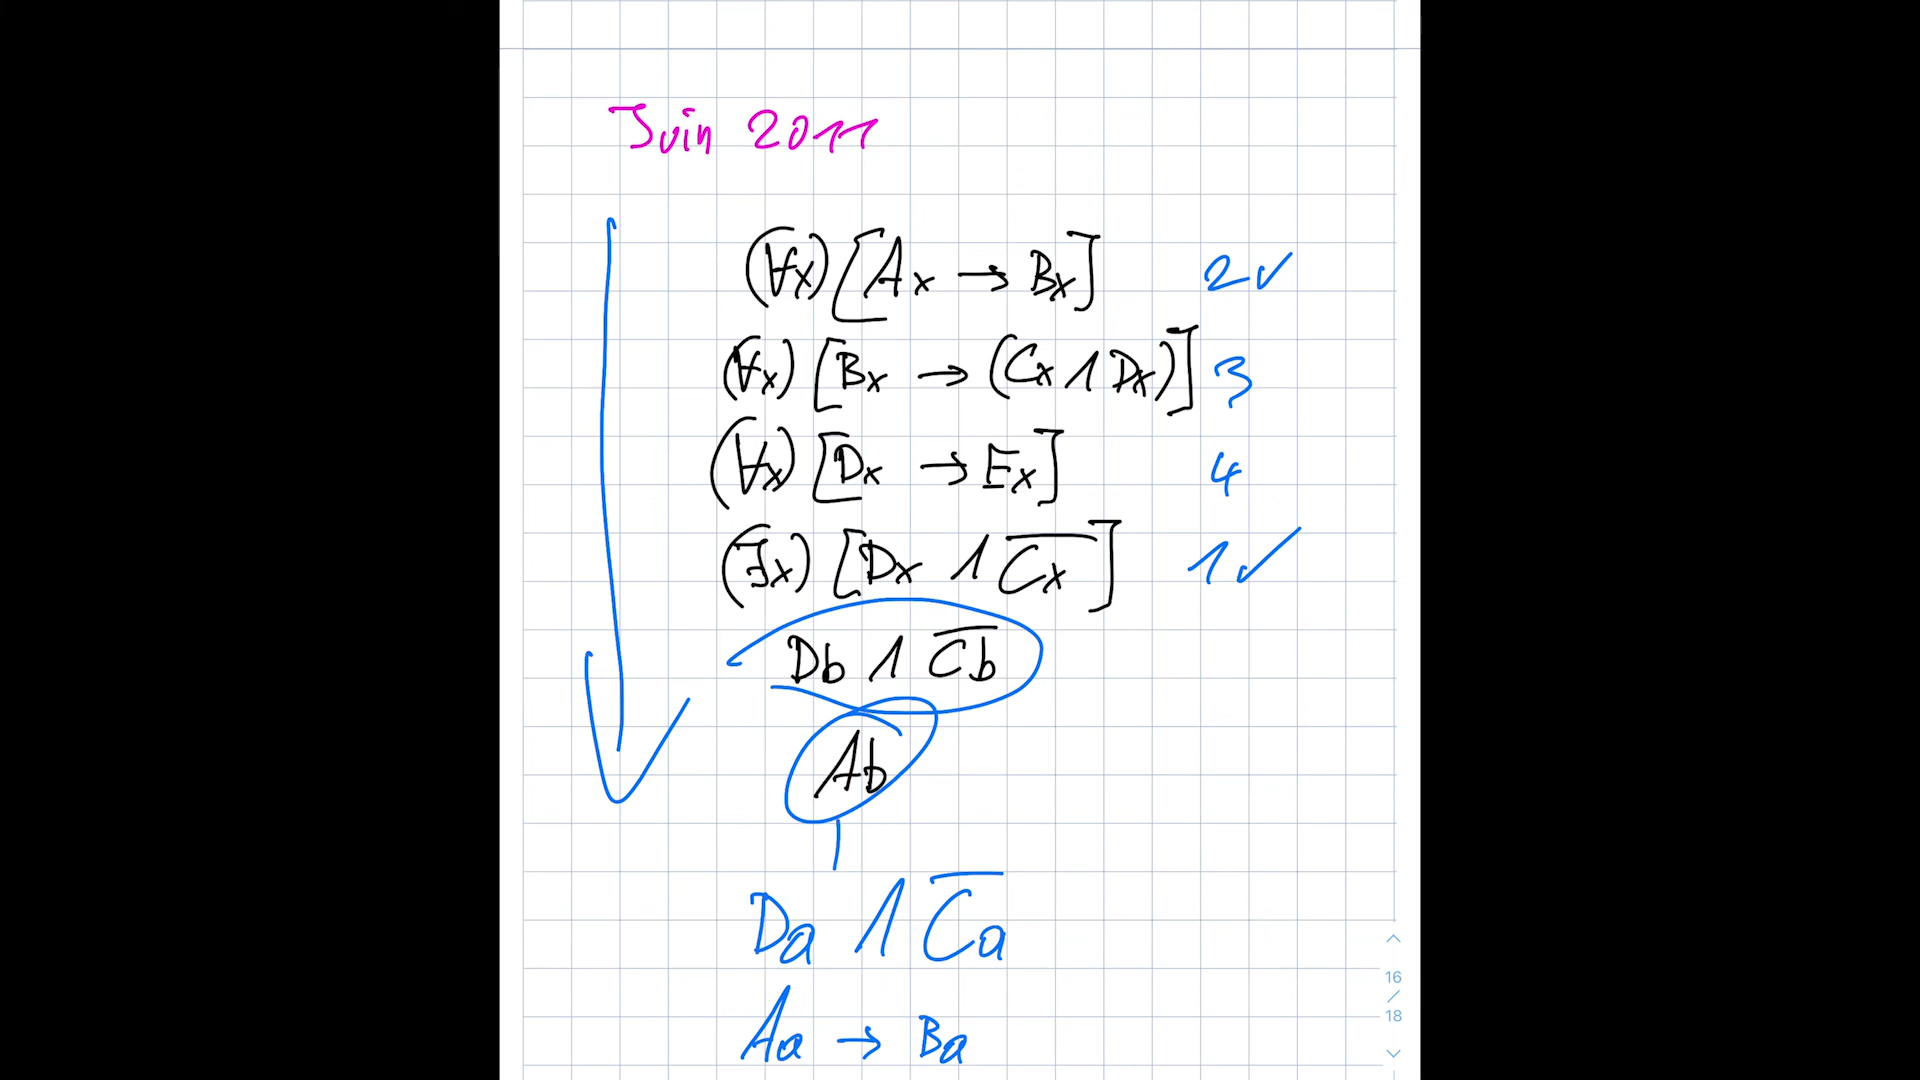 Juin 2011
(∀x) [Ax → Bx] 2 ✓
(∀x) [Bx → (Cx ∧ Dx)] 3
(∀x) [Dx → Ex] 4
(∃x) [Dx ∧ C̅x̅] 1 ✓
Db ∧ C̅b̅
Ab
Da ∧ C̅a̅
Aa → Ba
16
/
18